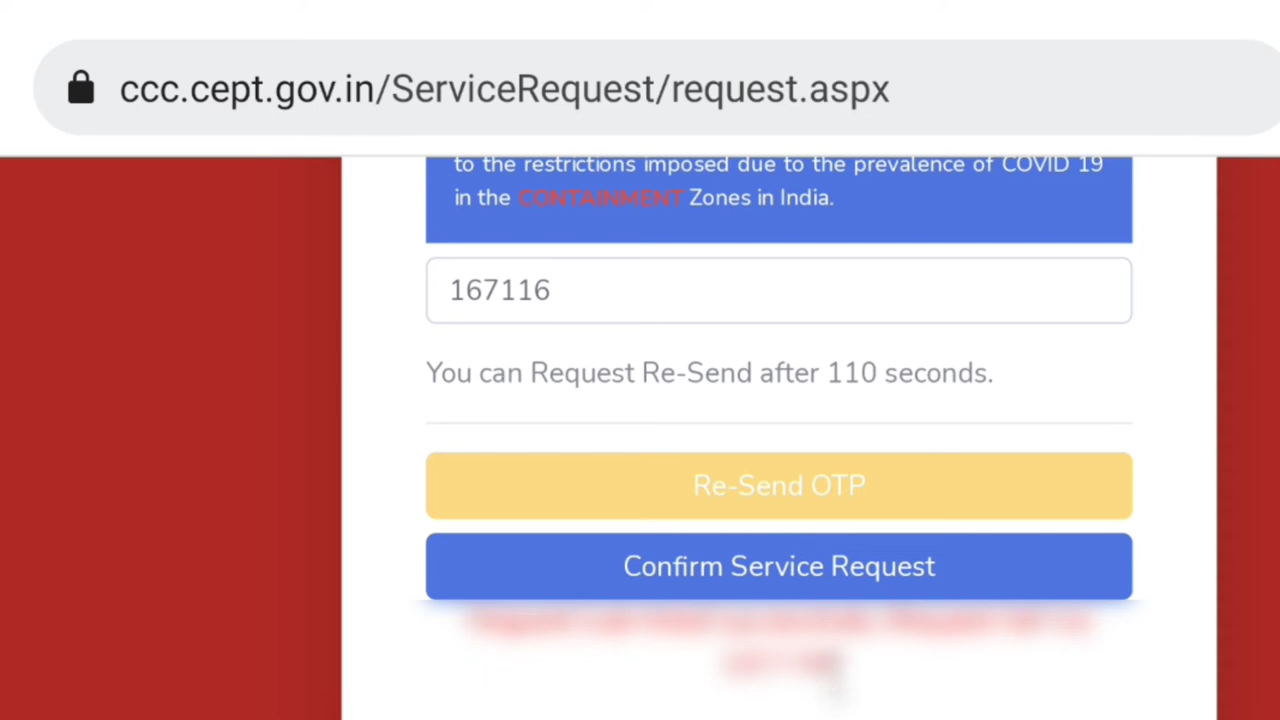 ccc.cept.gov.in/ServiceRequest/request.aspx
to the restrictions imposed due to the prevalence of COVID 19
in the CONTAINMENT Zones in India.
167116
You can Request Re-Send after 110 seconds.
Re-Send OTP
Confirm Service Request